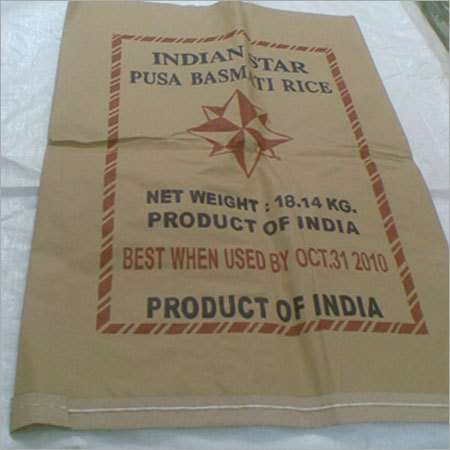 INDIAN STAR
PUSA BASMATI RICE
NET WEIGHT : 18.14 KG.
PRODUCT OF INDIA
BEST WHEN USED BY OCT.31 2010
PRODUCT OF INDIA